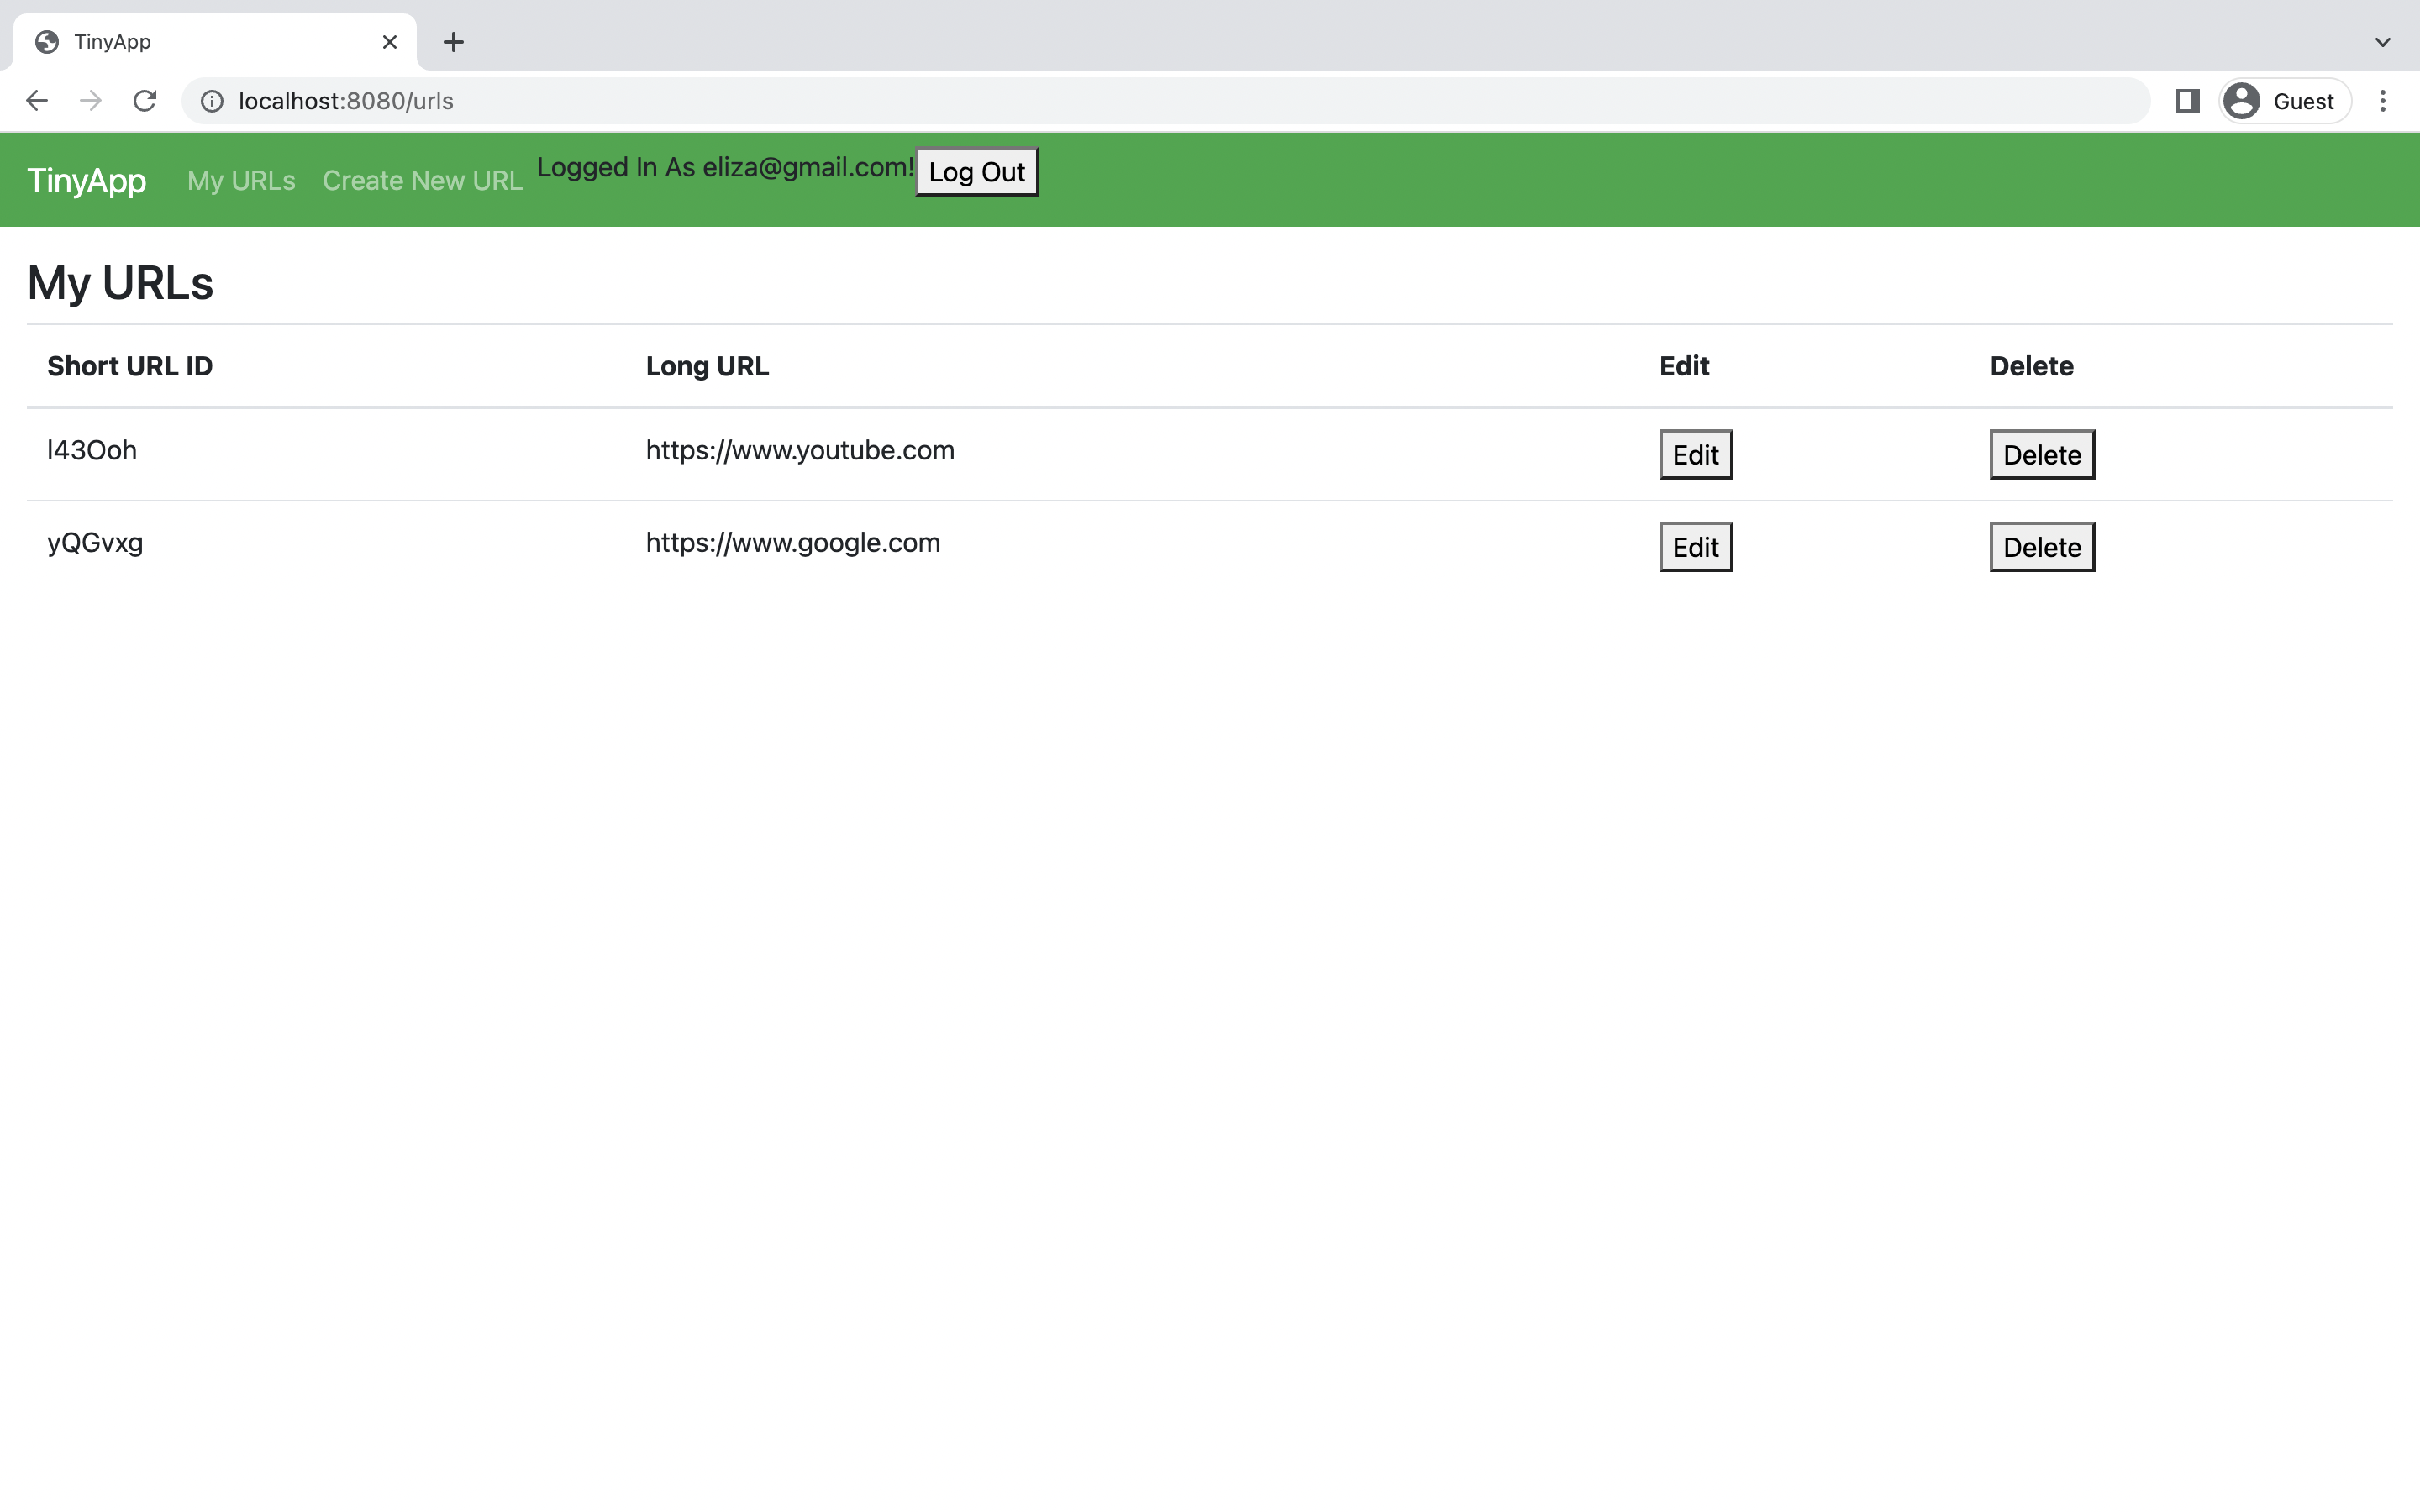 TinyApp
localhost:8080/urls
Guest
TinyApp My URLs Create New URL Logged In As eliza@gmail.com! Log Out
My URLs
Short URL ID Long URL Edit Delete
l43Ooh https://www.youtube.com Edit Delete
yQGvxg https://www.google.com Edit Delete